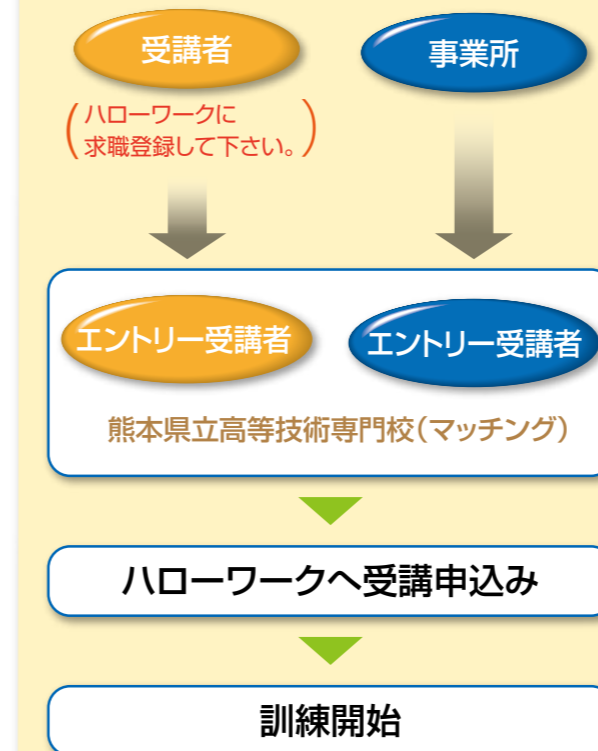 受講者
事業所
(ハローワークに
求職登録して下さい。)
エントリー受講者
エントリー受講者
熊本県立高等技術専門校(マッチング)
ハローワークへ受講申込み
訓練開始